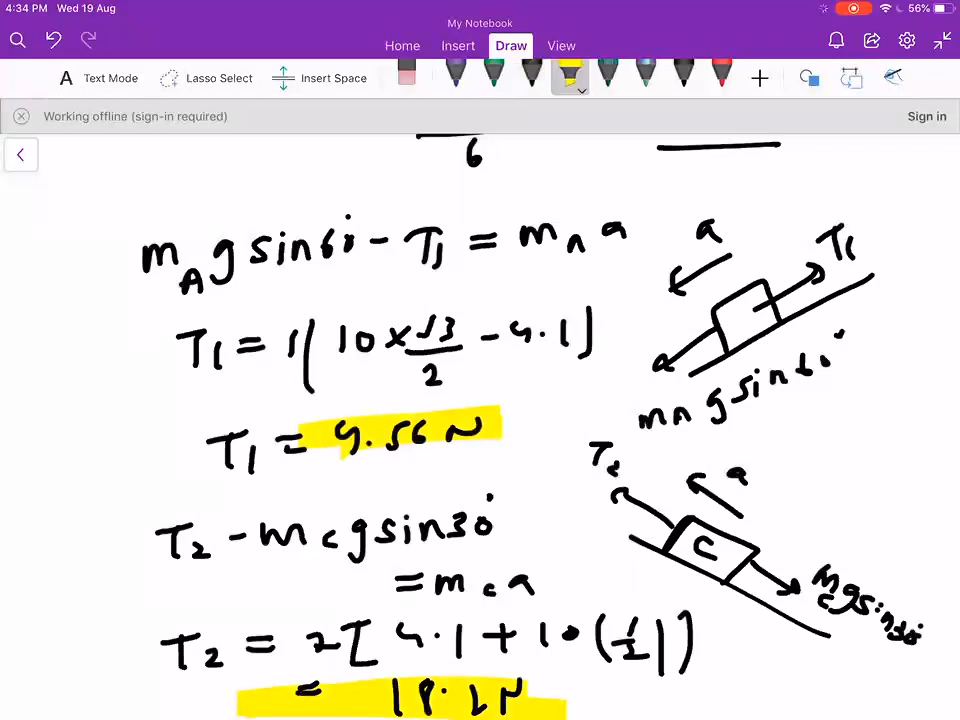 4:34 PM Wed 19 Aug
56%
My Notebook
Home Insert Draw View
A Text Mode Lasso Select Insert Space
Working offline (sign-in required) Sign in
6
m_A g sin60° - T1 = m_A a
T1 = 1(10×√3/2 - 4.1)
T1 = 4.56 N
T2 - m_C g sin30°
= m_C a
T2 = 2[4.1 + 10(1/2)]
= 18.2N
a
T1
m_A g sin60°
T2
a
C
m_C g sin30°